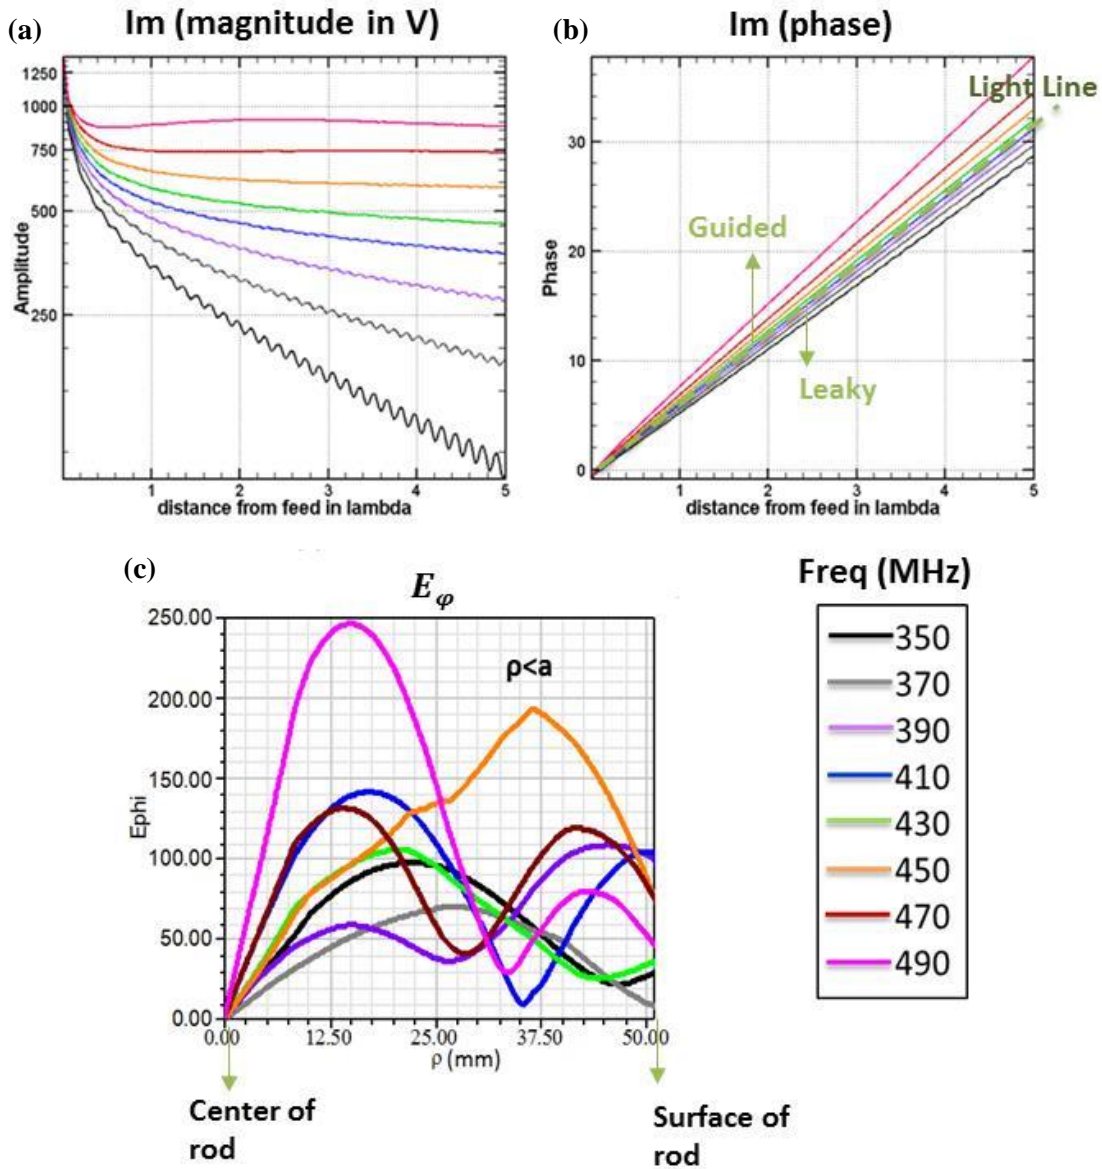 (a)
Im (magnitude in V)
1250
1000
750
500
250
Amplitude
1
2
3
4
5
distance from feed in lambda
(b)
Im (phase)
Light Line
30
20
10
0
Phase
Guided
Leaky
1
2
3
4
5
distance from feed in lambda
(c)
Eφ
250.00
200.00
150.00
100.00
50.00
0.00
Ephi
ρ<a
0.00
12.50
25.00
37.50
50.00
ρ (mm)
Center of
rod
Surface of
rod
Freq (MHz)
350
370
390
410
430
450
470
490